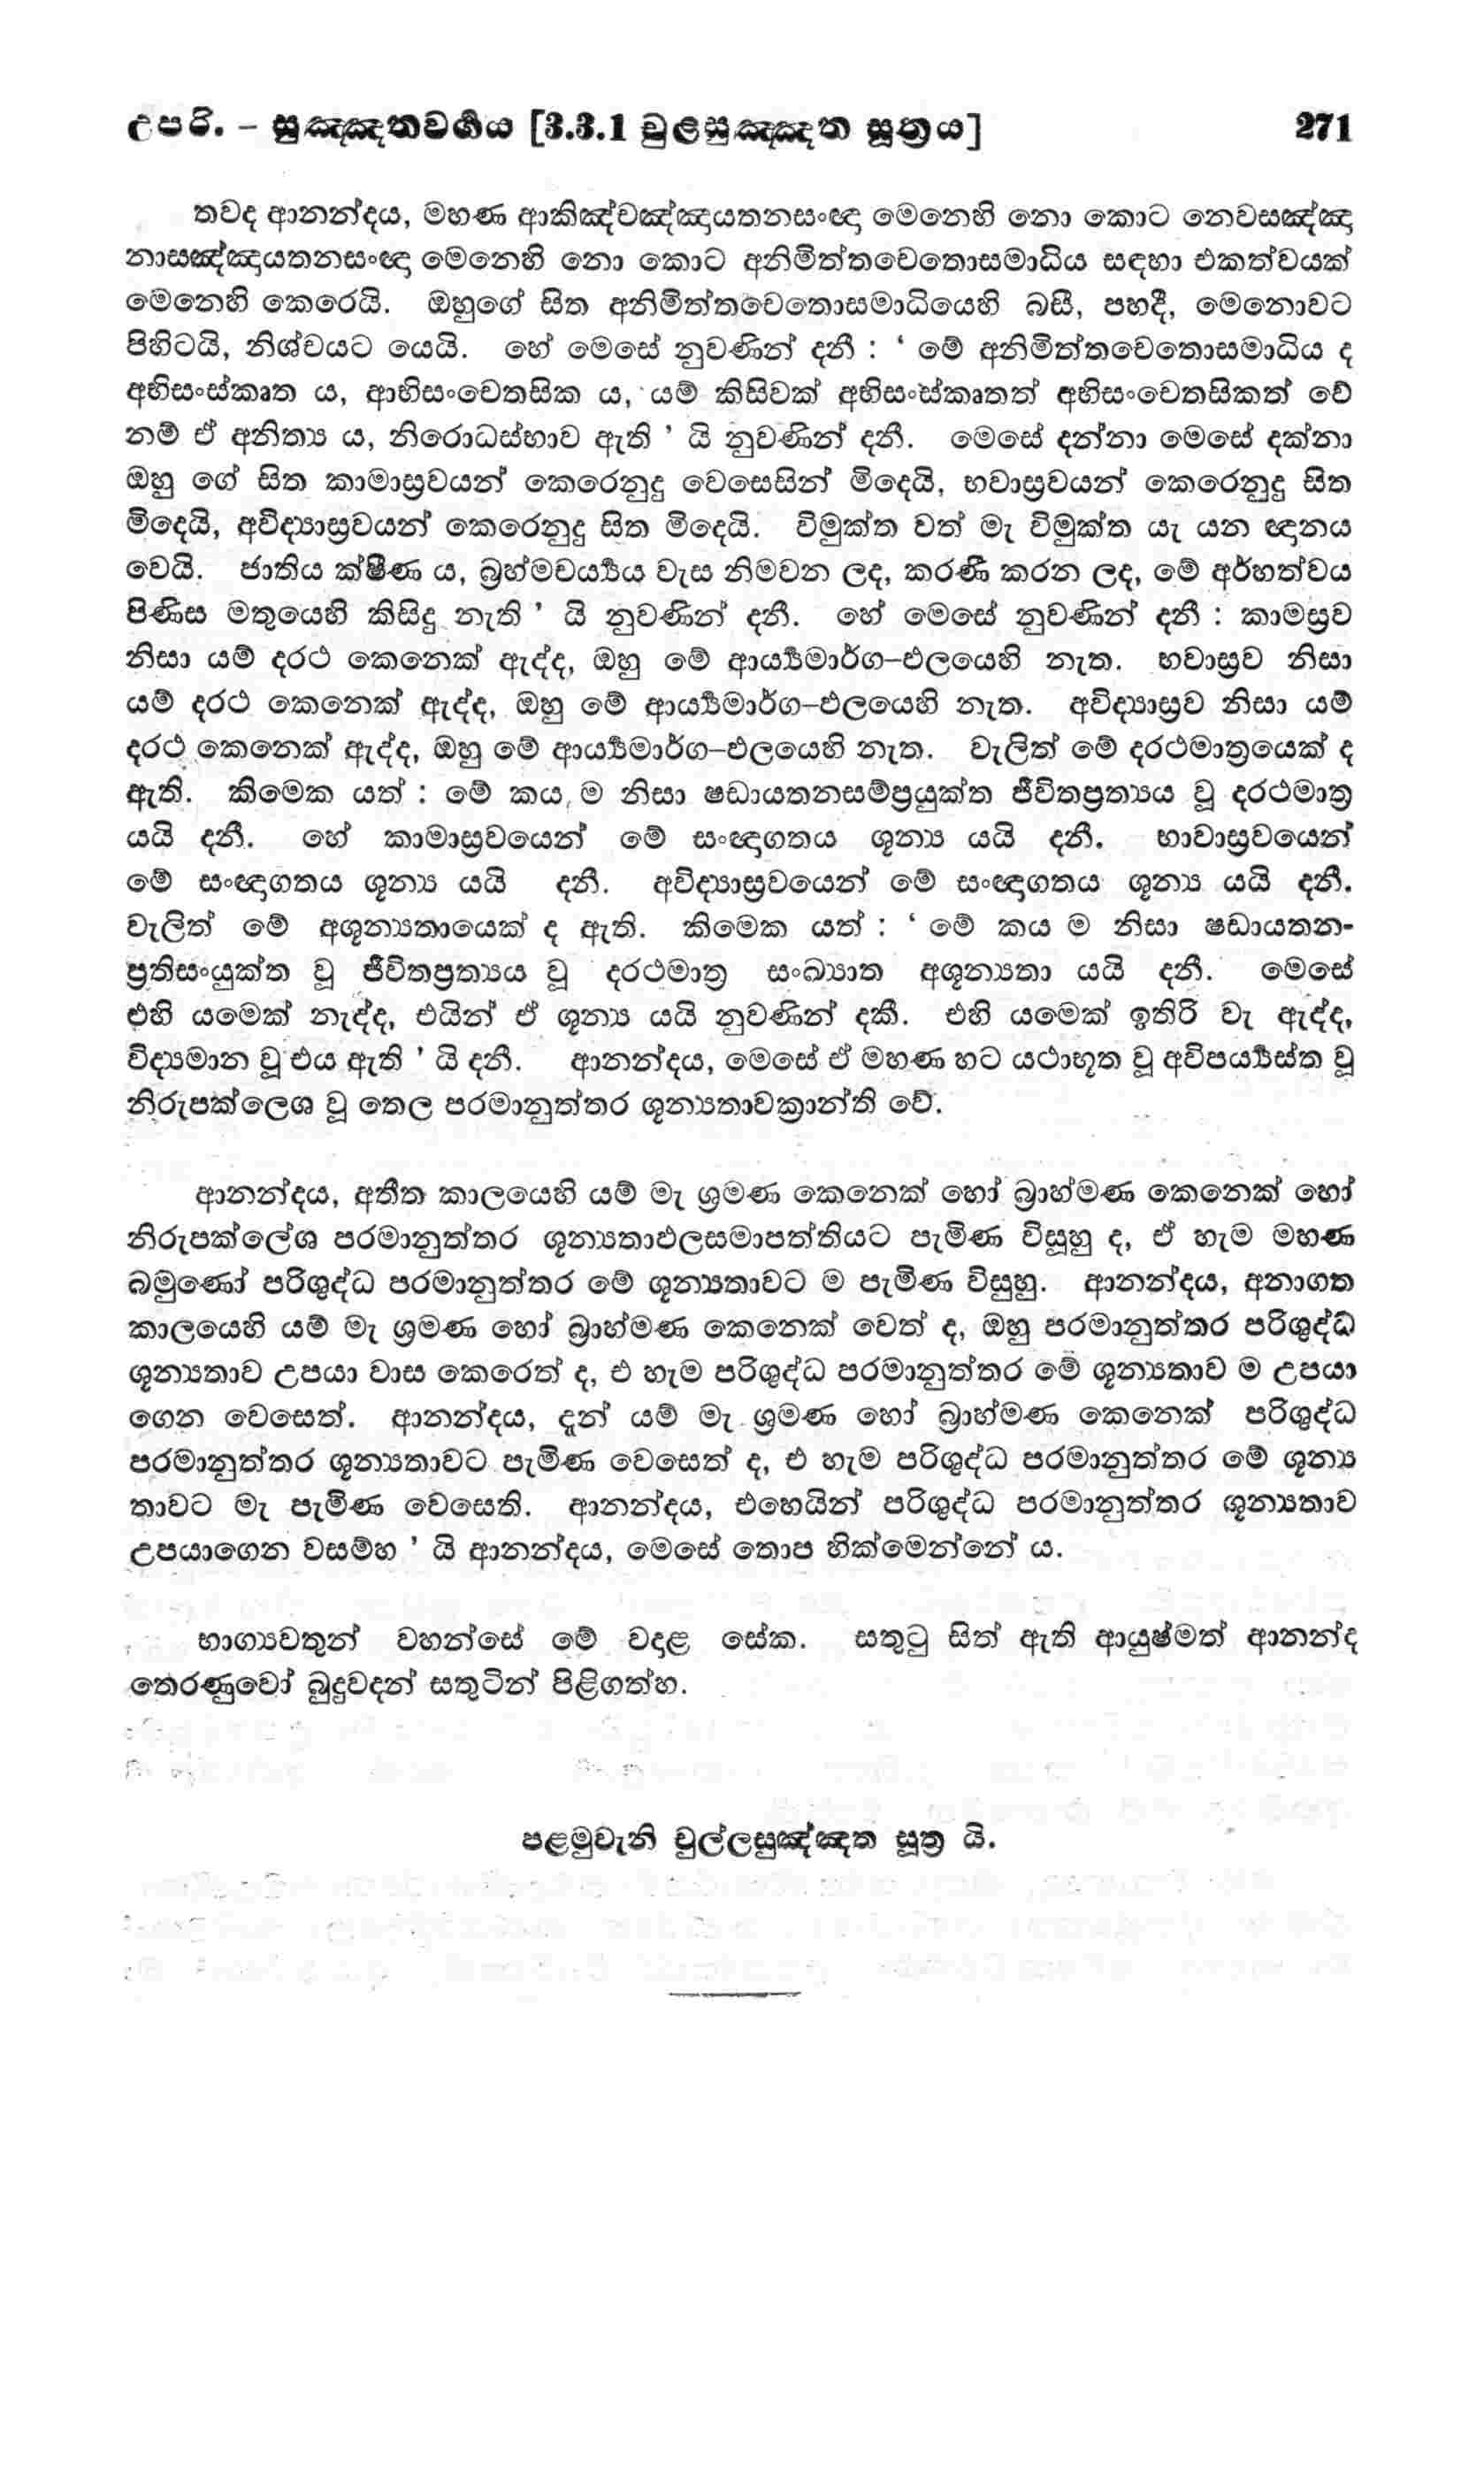 උපරි. – සුඤ්ඤතවර්‍ගය [3.3.1 චුළසුඤ්ඤත සූත්‍රය] 271
තවද ආනන්දය, මහණ ආකිඤ්චඤ්ඤායතනසංඥා මෙනෙහි නො කොට නෙවසඤ්ඤා
නාසඤ්ඤායතනසංඥා මෙනෙහි නො කොට අනිමිත්තචෙතොසමාධිය සඳහා එකත්වයක්
මෙනෙහි කෙරෙයි. ඔහුගේ සිත අනිමිත්තචෙතොසමාධියෙහි බසී, පහදී, මෙනොවට
පිහිටයි, නිශ්චයට යෙයි. හේ මෙසේ නුවණින් දනී : ‘ මේ අනිමිත්තචෙතොසමාධිය ද
අභිසංස්කෘත ය, ආභිසංචෙතසික ය, යම් කිසිවක් අභිසංස්කෘතත් අභිසංචෙතසිකත් වේ
නම් ඒ අනිත්‍ය ය, නිරොධස්භාව ඇති ’ යි නුවණින් දනී. මෙසේ දන්නා මෙසේ දක්නා
ඔහු ගේ සිත කාමාස්‍රවයන් කෙරෙනුදු වෙසෙසින් මිදෙයි, භවාස්‍රවයන් කෙරෙනුදු සිත
මිදෙයි, අවිද්‍යාස්‍රවයන් කෙරෙනුදු සිත මිදෙයි. විමුක්ත වත් මැ විමුක්ත යැ යන ඥානය
වෙයි. ජාතිය ක්ෂීණ ය, බ්‍රහ්මචර්‍ය්‍යය වැස නිමවන ලද, කරණී කරන ලද, මේ අර්හත්වය
පිණිස මතුයෙහි කිසිදු නැති ’ යි නුවණින් දනී. හේ මෙසේ නුවණින් දනී : කාමස්‍රව
නිසා යම් දරථ කෙනෙක් ඇද්ද, ඔහු මේ ආර්‍ය්‍යමාර්ග–ඵලයෙහි නැත. භවාස්‍රව නිසා
යම් දරථ කෙනෙක් ඇද්ද, ඔහු මේ ආර්‍ය්‍යමාර්ග–ඵලයෙහි නැත. අවිද්‍යාස්‍රව නිසා යම්
දරථ කෙනෙක් ඇද්ද, ඔහු මේ ආර්‍ය්‍යමාර්ග–ඵලයෙහි නැත. වැලිත් මේ දරථමාත්‍රයෙක් ද
ඇති. කිමෙක යත් : මේ කය ම නිසා ෂඩායතනසම්ප්‍රයුක්ත ජීවිතප්‍රත්‍යය වූ දරථමාත්‍ර
යයි දනී. හේ කාමාස්‍රවයෙන් මේ සංඥාගතය ශූන්‍ය යයි දනී. භාවාස්‍රවයෙන්
මේ සංඥාගතය ශූන්‍ය යයි දනී. අවිද්‍යාස්‍රවයෙන් මේ සංඥාගතය ශූන්‍ය යයි දනී.
වැලිත් මේ අශූන්‍යතායෙක් ද ඇති. කිමෙක යත් : ‘ මේ කය ම නිසා ෂඩායතන-
ප්‍රතිසංයුක්ත වූ ජීවිතප්‍රත්‍යය වූ දරථමාත්‍ර සංඛ්‍යාත අශූන්‍යතා යයි දනී. මෙසේ
එහි යමෙක් නැද්ද, එයින් ඒ ශූන්‍ය යයි නුවණින් දකී. එහි යමෙක් ඉතිරි වැ ඇද්ද,
විද්‍යමාන වූ එය ඇති ’ යි දනී. ආනන්දය, මෙසේ ඒ මහණ හට යථාභූත වූ අවිපර්‍ය්‍යස්ත වූ
නිරුපක්ලෙශ වූ තෙල පරමානුත්තර ශූන්‍යතාවක්‍රාන්ති වේ.
ආනන්දය, අතීත කාලයෙහි යම් මැ ශ්‍රමණ කෙනෙක් හෝ බ්‍රාහ්මණ කෙනෙක් හෝ
නිරුපක්ලේශ පරමානුත්තර ශූන්‍යතාඵලසමාපත්තියට පැමිණ විසූහු ද, ඒ හැම මහණ
බමුණෝ පරිශුද්ධ පරමානුත්තර මේ ශූන්‍යතාවට ම පැමිණ විසුහු. ආනන්දය, අනාගත
කාලයෙහි යම් මැ ශ්‍රමණ හෝ බ්‍රාහ්මණ කෙනෙක් වෙත් ද, ඔහු පරමානුත්තර පරිශුද්ධ
ශූන්‍යතාව උපයා වාස කෙරෙත් ද, එ හැම පරිශුද්ධ පරමානුත්තර මේ ශූන්‍යතාව ම උපයා
ගෙන වෙසෙත්. ආනන්දය, දැන් යම් මැ ශ්‍රමණ හෝ බ්‍රාහ්මණ කෙනෙක් පරිශුද්ධ
පරමානුත්තර ශූන්‍යතාවට පැමිණ වෙසෙත් ද, එ හැම පරිශුද්ධ පරමානුත්තර මේ ශූන්‍ය
තාවට මැ පැමිණ වෙසෙති. ආනන්දය, එහෙයින් පරිශුද්ධ පරමානුත්තර ශූන්‍යතාව
උපයාගෙන වසම්හ ’ යි ආනන්දය, මෙසේ තොප හික්මෙන්නේ ය.
භාග්‍යවතුන් වහන්සේ මේ වදාළ සේක. සතුටු සිත් ඇති ආයුෂ්මත් ආනන්ද
තෙරණුවෝ බුදුවදන් සතුටින් පිළිගත්හ.
පළමුවැනි චුල්ලසුඤ්ඤත සූත්‍ර යි.